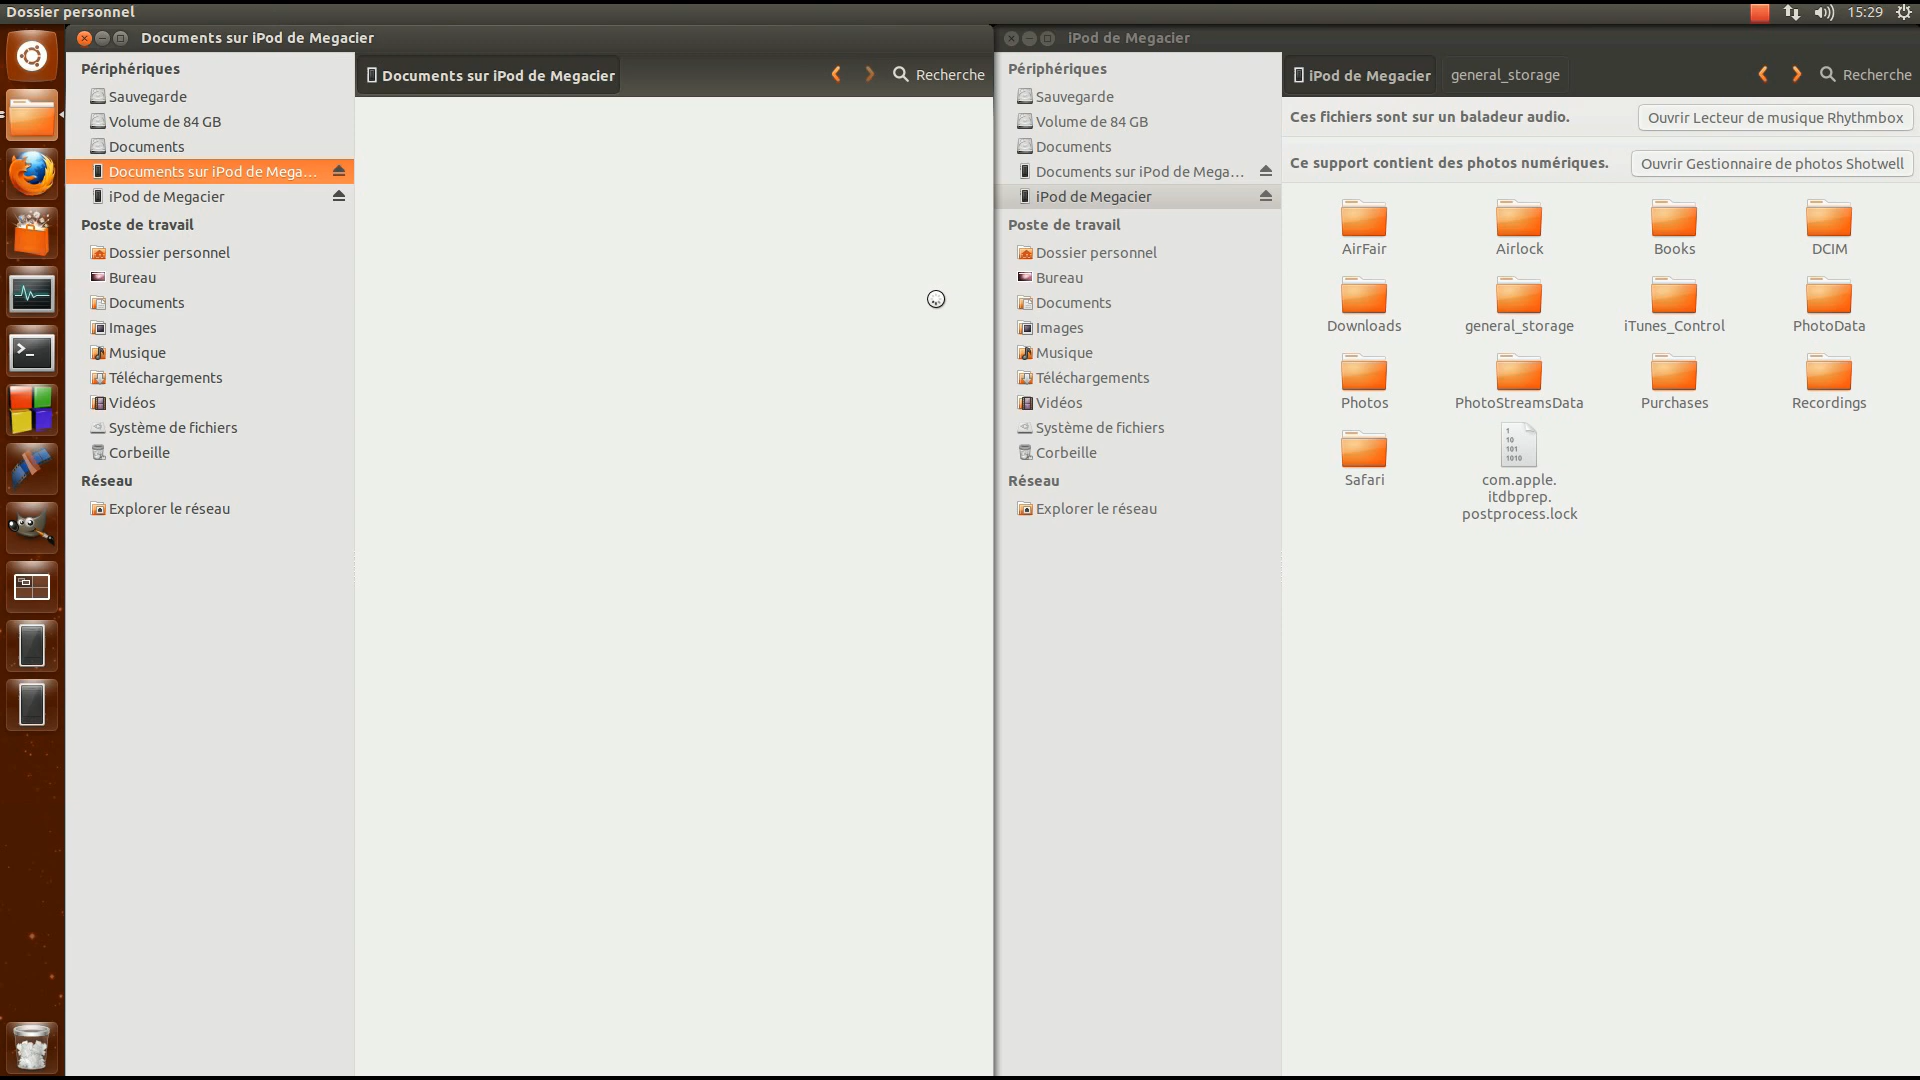 Dossier personnel
15:29
Documents sur iPod de Megacier
Périphériques
Sauvegarde
Volume de 84 GB
Documents
Documents sur iPod de Mega...
iPod de Megacier
Poste de travail
Dossier personnel
Bureau
Documents
Images
Musique
Téléchargements
Vidéos
Système de fichiers
Corbeille
Réseau
Explorer le réseau
Documents sur iPod de Megacier
Recherche
iPod de Megacier
Périphériques
Sauvegarde
Volume de 84 GB
Documents
Documents sur iPod de Mega...
iPod de Megacier
Poste de travail
Dossier personnel
Bureau
Documents
Images
Musique
Téléchargements
Vidéos
Système de fichiers
Corbeille
Réseau
Explorer le réseau
iPod de Megacier general_storage
Recherche
Ces fichiers sont sur un baladeur audio.
Ouvrir Lecteur de musique Rhythmbox
Ce support contient des photos numériques.
Ouvrir Gestionnaire de photos Shotwell
AirFair Airlock Books DCIM
Downloads general_storage iTunes_Control PhotoData
Photos PhotoStreamsData Purchases Recordings
Safari
1
10
101
1010
com.apple.
itdbprep.
postprocess.lock